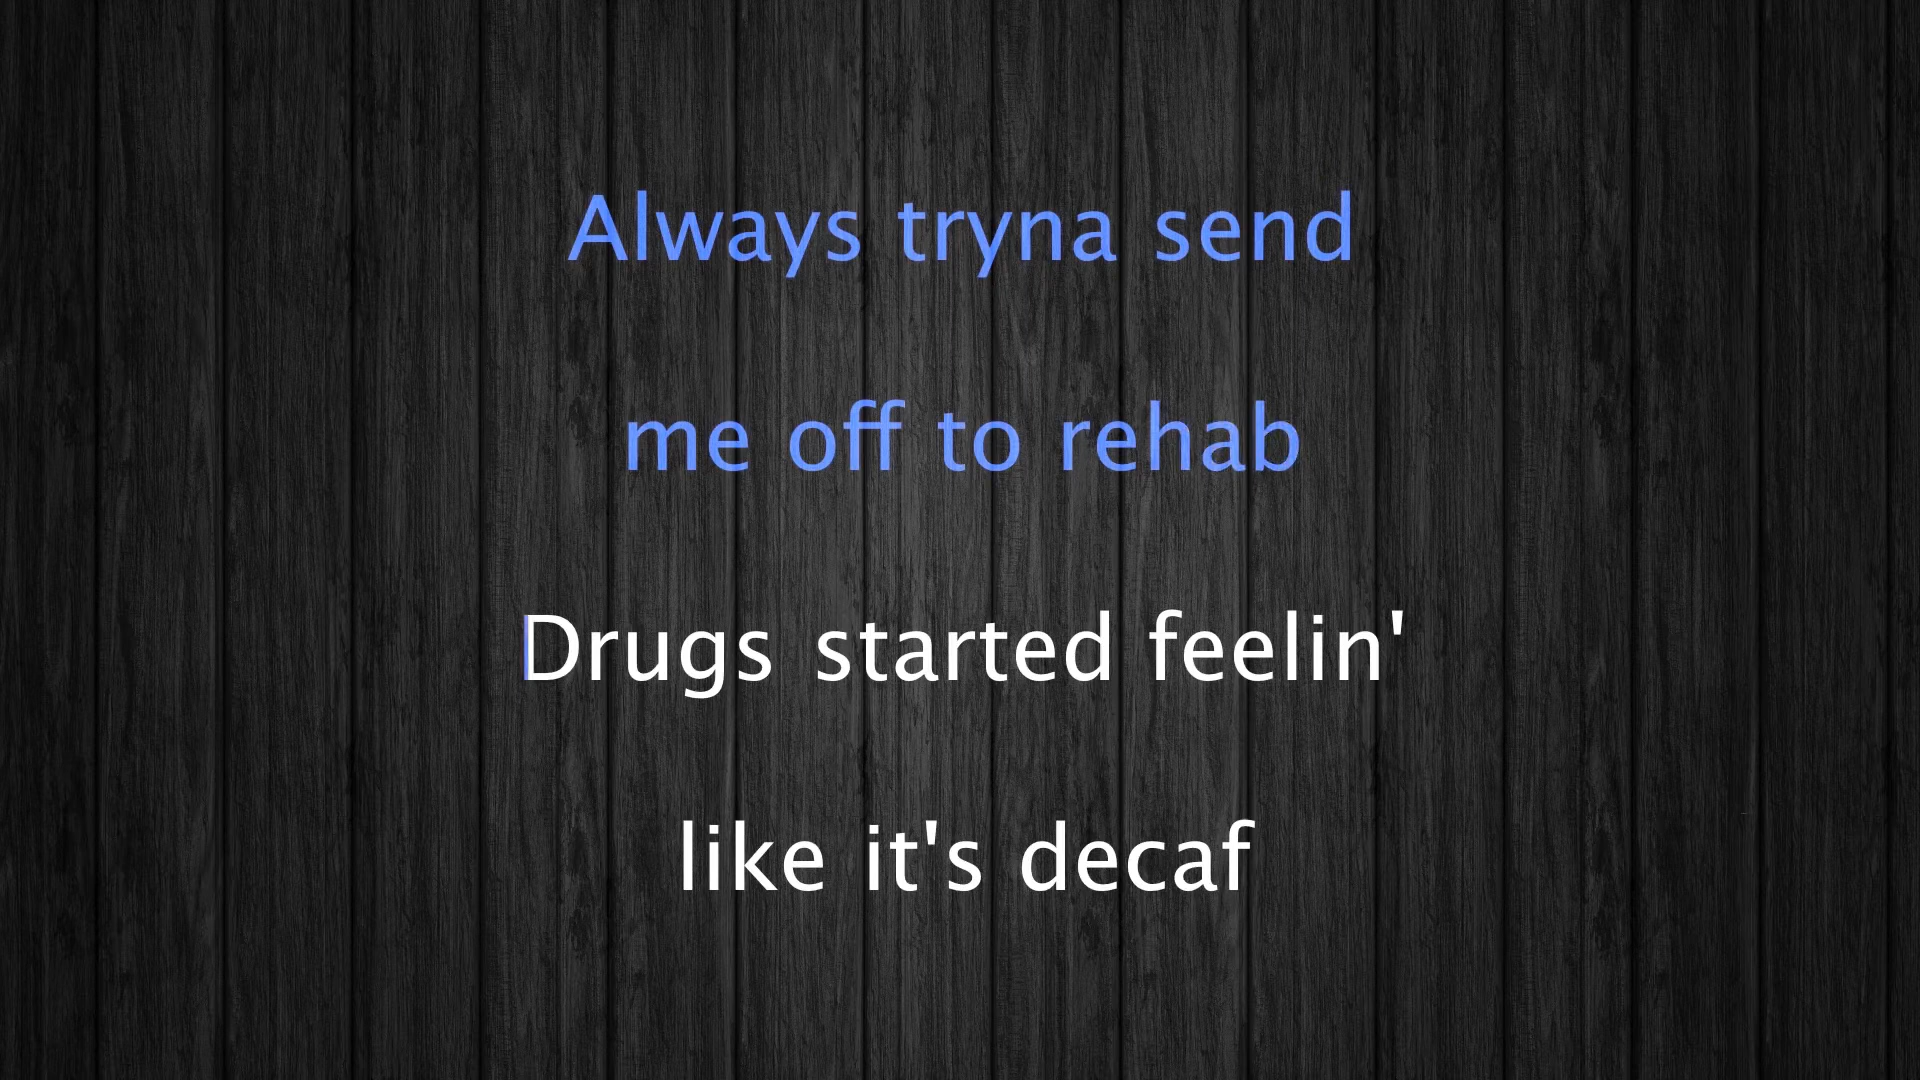 Always tryna send
me off to rehab
Drugs started feelin'
like it's decaf